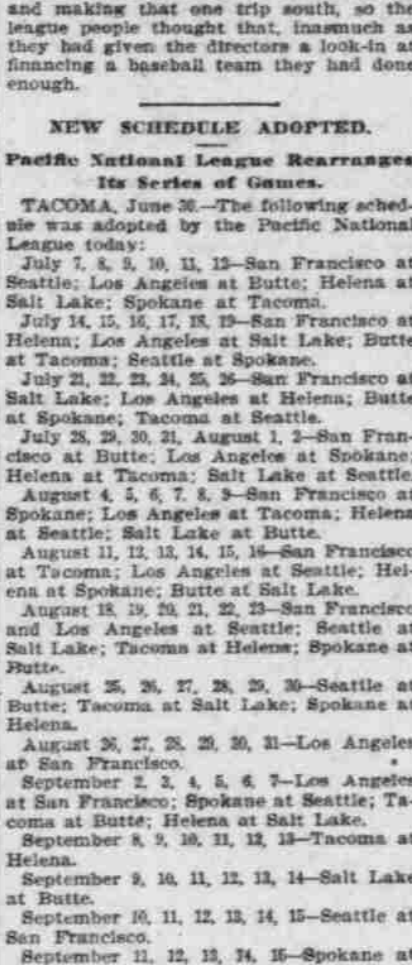 and making that one trip south, so the
league people thought that, inasmuch as
they had given the directors a look-in at
financing a baseball team they had done
enough.
NEW SCHEDULE ADOPTED.
Pacific National League Rearranges
Its Series of Games.
TACOMA, June 30.—The following sched-
ule was adopted by the Pacific National
League today:
July 7, 8, 9, 10, 11, 12—San Francisco at
Seattle; Los Angeles at Butte; Helena at
Salt Lake; Spokane at Tacoma.
July 14, 15, 16, 17, 18, 19—San Francisco at
Helena; Los Angeles at Salt Lake; Butte
at Tacoma; Seattle at Spokane.
July 21, 22, 23, 24, 25, 26—San Francisco at
Salt Lake; Los Angeles at Helena; Butte
at Spokane; Tacoma at Seattle.
July 28, 29, 30, 31, August 1, 2—San Fran-
cisco at Butte; Los Angeles at Spokane;
Helena at Tacoma; Salt Lake at Seattle.
August 4, 5, 6, 7, 8, 9—San Francisco at
Spokane; Los Angeles at Tacoma; Helena
at Seattle; Salt Lake at Butte.
August 11, 12, 13, 14, 15, 16—San Francisco
at Tacoma; Los Angeles at Seattle; Hel-
ena at Spokane; Butte at Salt Lake.
August 18, 19, 20, 21, 22, 23—San Francisco
and Los Angeles at Seattle; Seattle at
Salt Lake; Tacoma at Helena; Spokane at
Butte.
August 25, 26, 27, 28, 29, 30—Seattle at
Butte; Tacoma at Salt Lake; Spokane at
Helena.
August 26, 27, 28, 29, 30, 31—Los Angeles
at San Francisco.
September 2, 3, 4, 5, 6, 7—Los Angeles
at San Francisco; Spokane at Seattle; Ta-
coma at Butte; Helena at Salt Lake.
September 8, 9, 10, 11, 12, 13—Tacoma at
Helena.
September 9, 10, 11, 12, 13, 14—Salt Lake
at Butte.
September 10, 11, 12, 13, 14, 15—Seattle at
San Francisco.
September 11, 12, 13, 14, 15—Spokane at